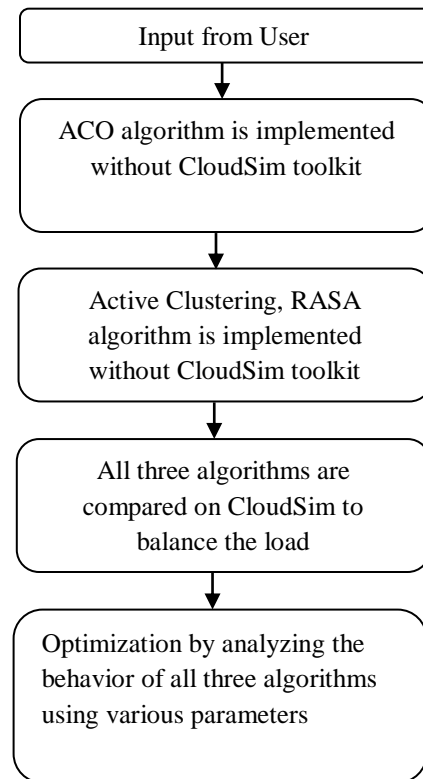 Input from User
ACO algorithm is implemented
without CloudSim toolkit
Active Clustering, RASA
algorithm is implemented
without CloudSim toolkit
All three algorithms are
compared on CloudSim to
balance the load
Optimization by analyzing the
behavior of all three algorithms
using various parameters